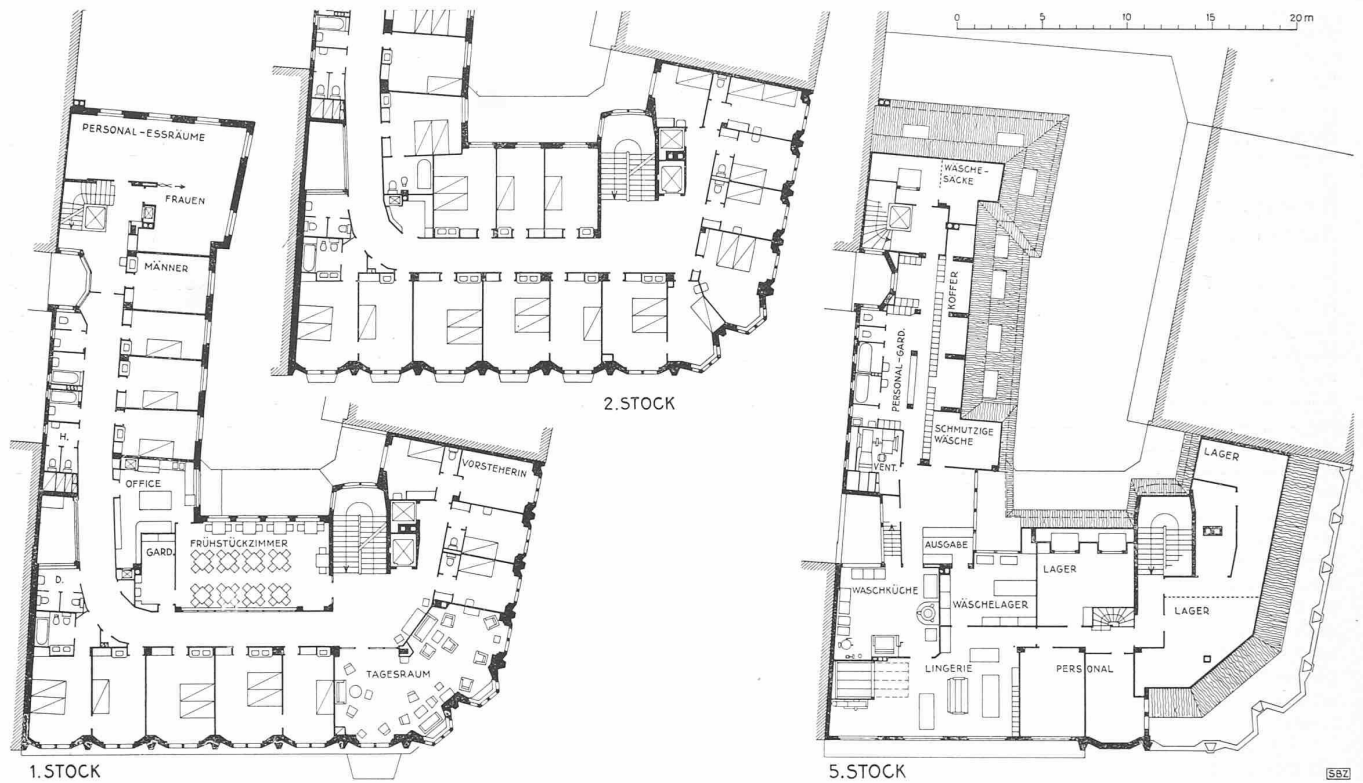 0 5 10 15 20 m
PERSONAL-ESSRÄUME
FRAUEN
MÄNNER
H.
OFFICE
GARD.
FRÜHSTÜCKZIMMER
VORSTEHERIN
D.
TAGESRAUM
1.STOCK
2.STOCK
WÄSCHE-
SÄCKE
KOFFER
PERSONAL-GARD.
SCHMUTZIGE
WÄSCHE
VENT.
LAGER
AUSGABE
LAGER
WASCHKÜCHE
WÄSCHELAGER
LAGER
LINGERIE
PERSONAL
5.STOCK
SBZ